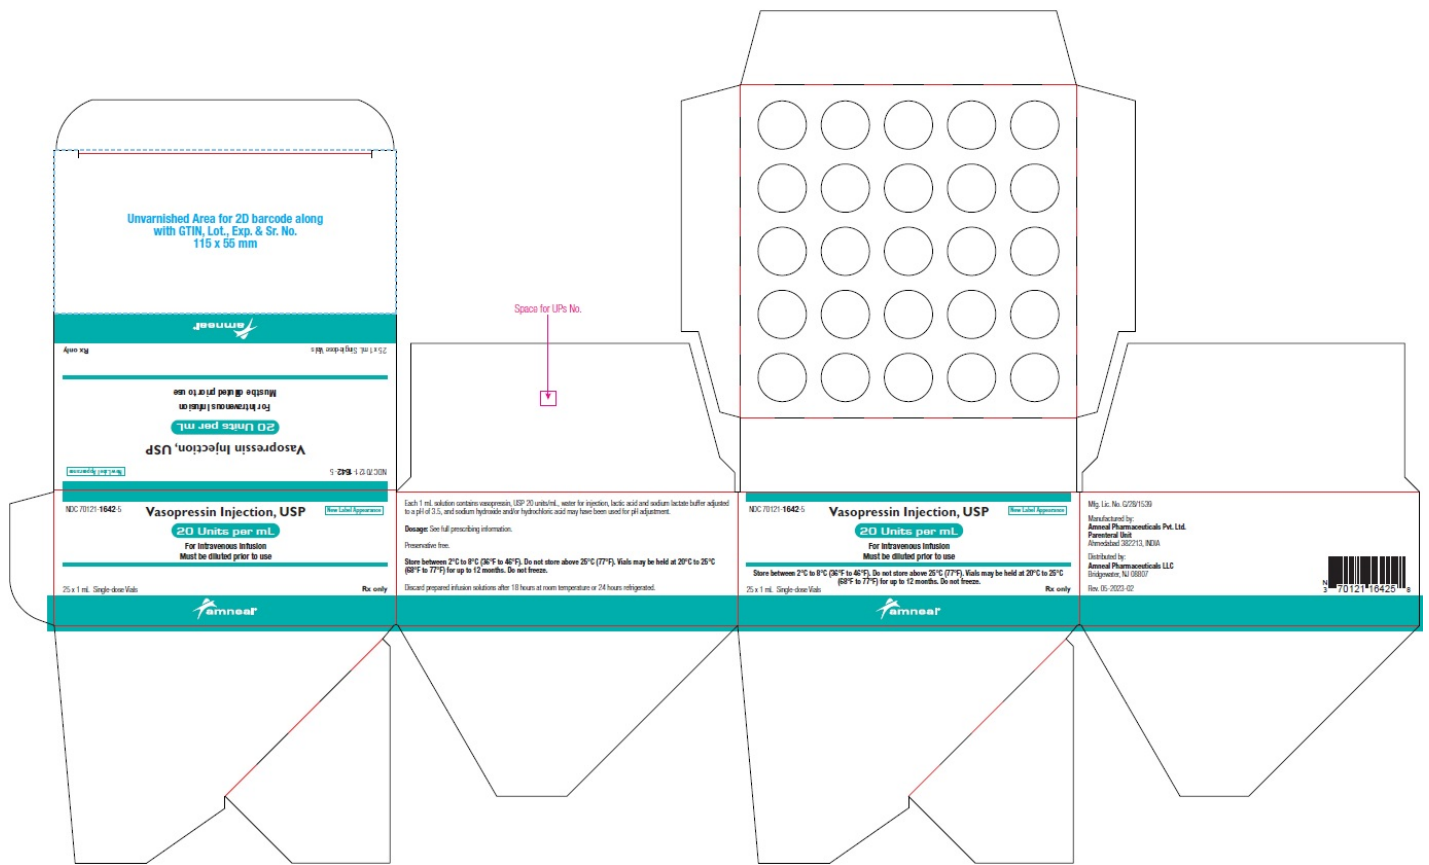 Unvarnished Area for 2D barcode along
with GTIN, Lot., Exp. & Sr. No.
115 x 55 mm
amneal
25 x 1 mL Single-dose Vials
Rx only
Must be diluted prior to use
For Intravenous Infusion
20 Units per mL
Vasopressin Injection, USP
NDC 70121-1642-5
New Label Appearance
NDC 70121-1642-5
Vasopressin Injection, USP
New Label Appearance
20 Units per mL
For Intravenous Infusion
Must be diluted prior to use
25 x 1 mL Single-dose Vials
Rx only
amneal
Space for UPs No.
Each 1 mL solution contains vasopressin, USP 20 units/mL, water for injection, lactic acid and sodium lactate buffer adjusted
to a pH of 3.5, and sodium hydroxide and/or hydrochloric acid may have been used for pH adjustment.
Dosage: See full prescribing information.
Preservative free.
Store between 2°C to 8°C (36°F to 46°F). Do not store above 25°C (77°F). Vials may be held at 20°C to 25°C
(68°F to 77°F) for up to 12 months. Do not freeze.
Discard prepared infusion solutions after 18 hours at room temperature or 24 hours refrigerated.
NDC 70121-1642-5
Vasopressin Injection, USP
New Label Appearance
20 Units per mL
For Intravenous Infusion
Must be diluted prior to use
Store between 2°C to 8°C (36°F to 46°F). Do not store above 25°C (77°F). Vials may be held at 20°C to 25°C
(68°F to 77°F) for up to 12 months. Do not freeze.
25 x 1 mL Single-dose Vials
Rx only
amneal
Mfg. Lic. No. G/28/1539
Manufactured by:
Amneal Pharmaceuticals Pvt. Ltd.
Parenteral Unit
Ahmedabad 382213, INDIA
Distributed by:
Amneal Pharmaceuticals LLC
Bridgewater, NJ 08807
Rev. 05-2023-02
N
3 70121 16425 8